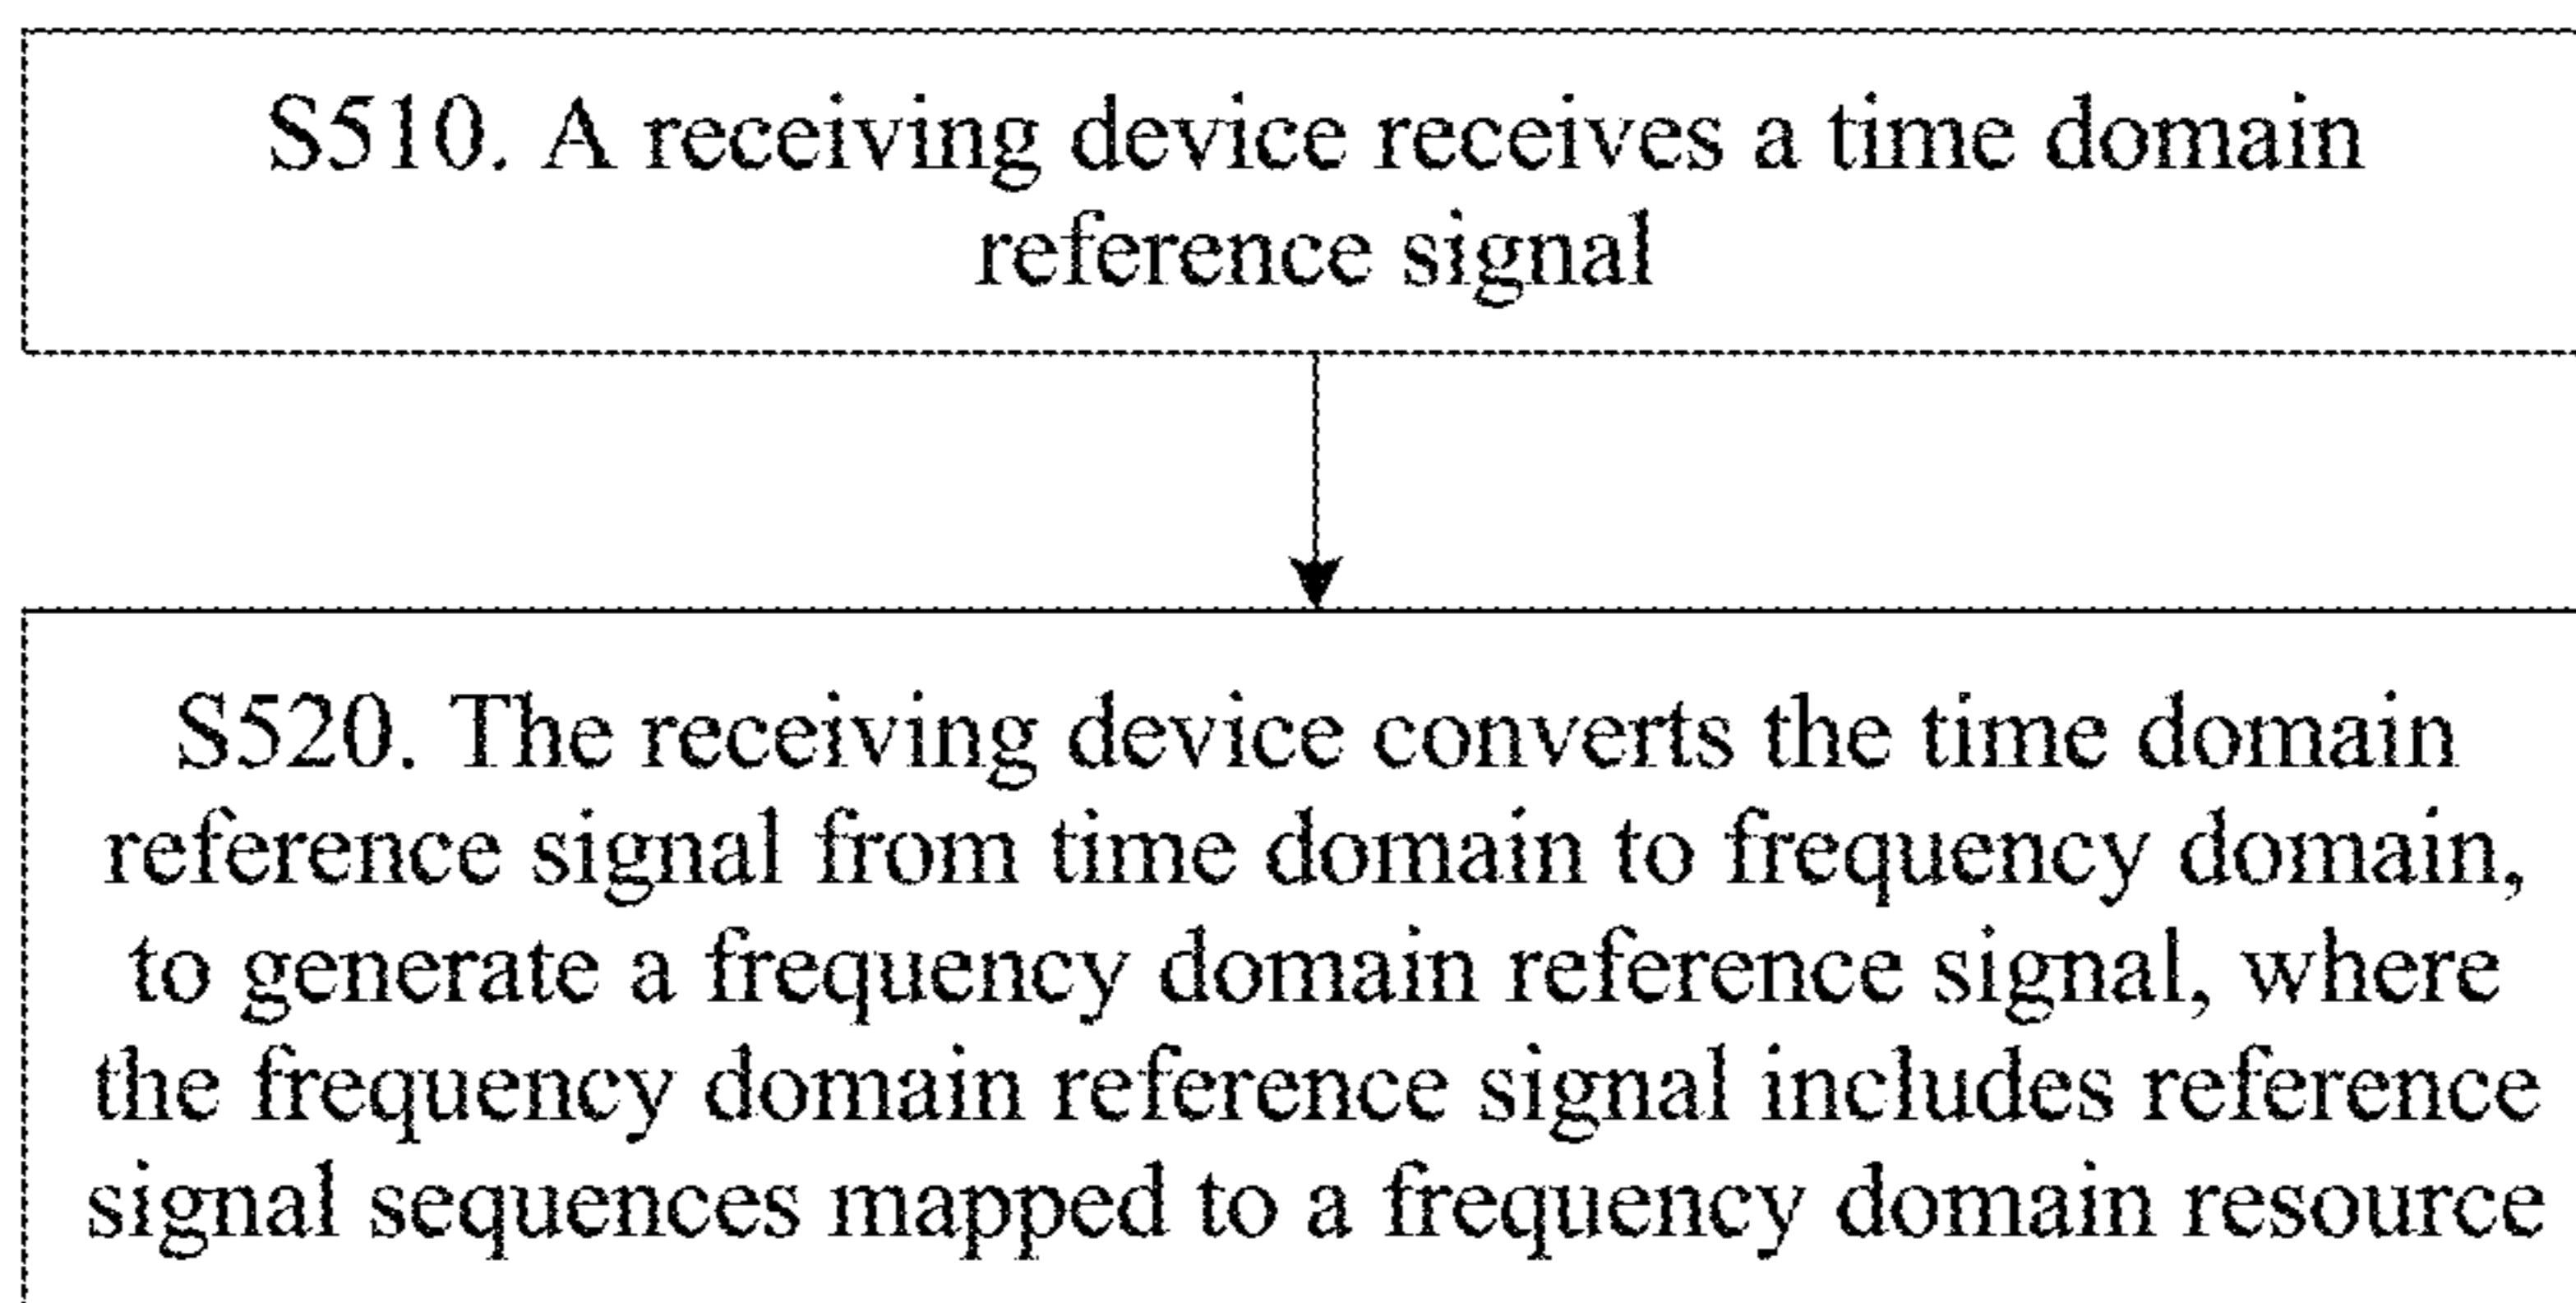 S510. A receiving device receives a time domain
reference signal
S520. The receiving device converts the time domain
reference signal from time domain to frequency domain,
to generate a frequency domain reference signal, where
the frequency domain reference signal includes reference
signal sequences mapped to a frequency domain resource